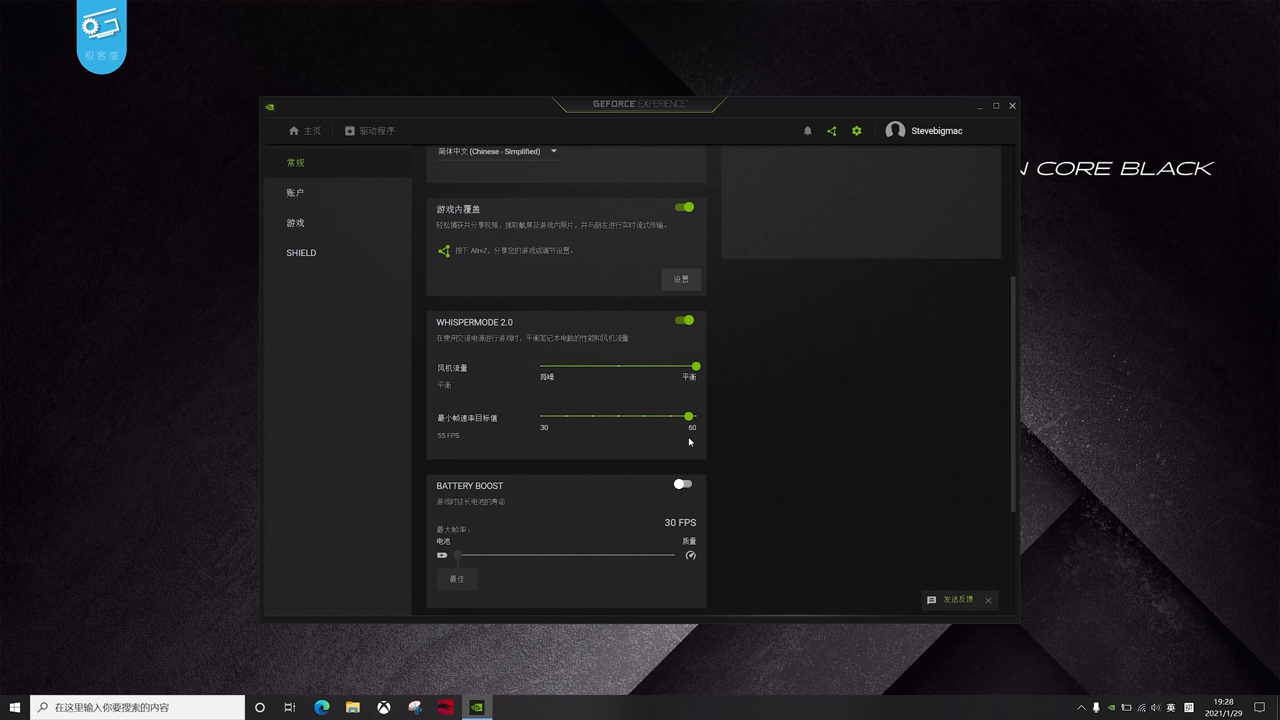 极客湾
GEFORCE EXPERIENCE
主页
驱动程序
Stevebigmac
常规
账户
游戏
SHIELD
简体中文 (Chinese - Simplified)
N CORE BLACK
游戏内覆盖
轻松捕获并分享视频，截取截屏及游戏内照片，并与朋友进行实时流式传输。
按下 Alt+Z，分享您的游戏或调节设置。
设置
WHISPERMODE 2.0
在使用交流电源进行游戏时，平衡笔记本电脑的性能和风机流量
风机流量
平衡
降噪 平衡
最小帧速率目标值
55 FPS
30 60
BATTERY BOOST
游戏时延长电池的寿命
30 FPS
最大帧率：
电池 质量
最佳
发送反馈
在这里输入你要搜索的内容
英
19:28
2021/1/29